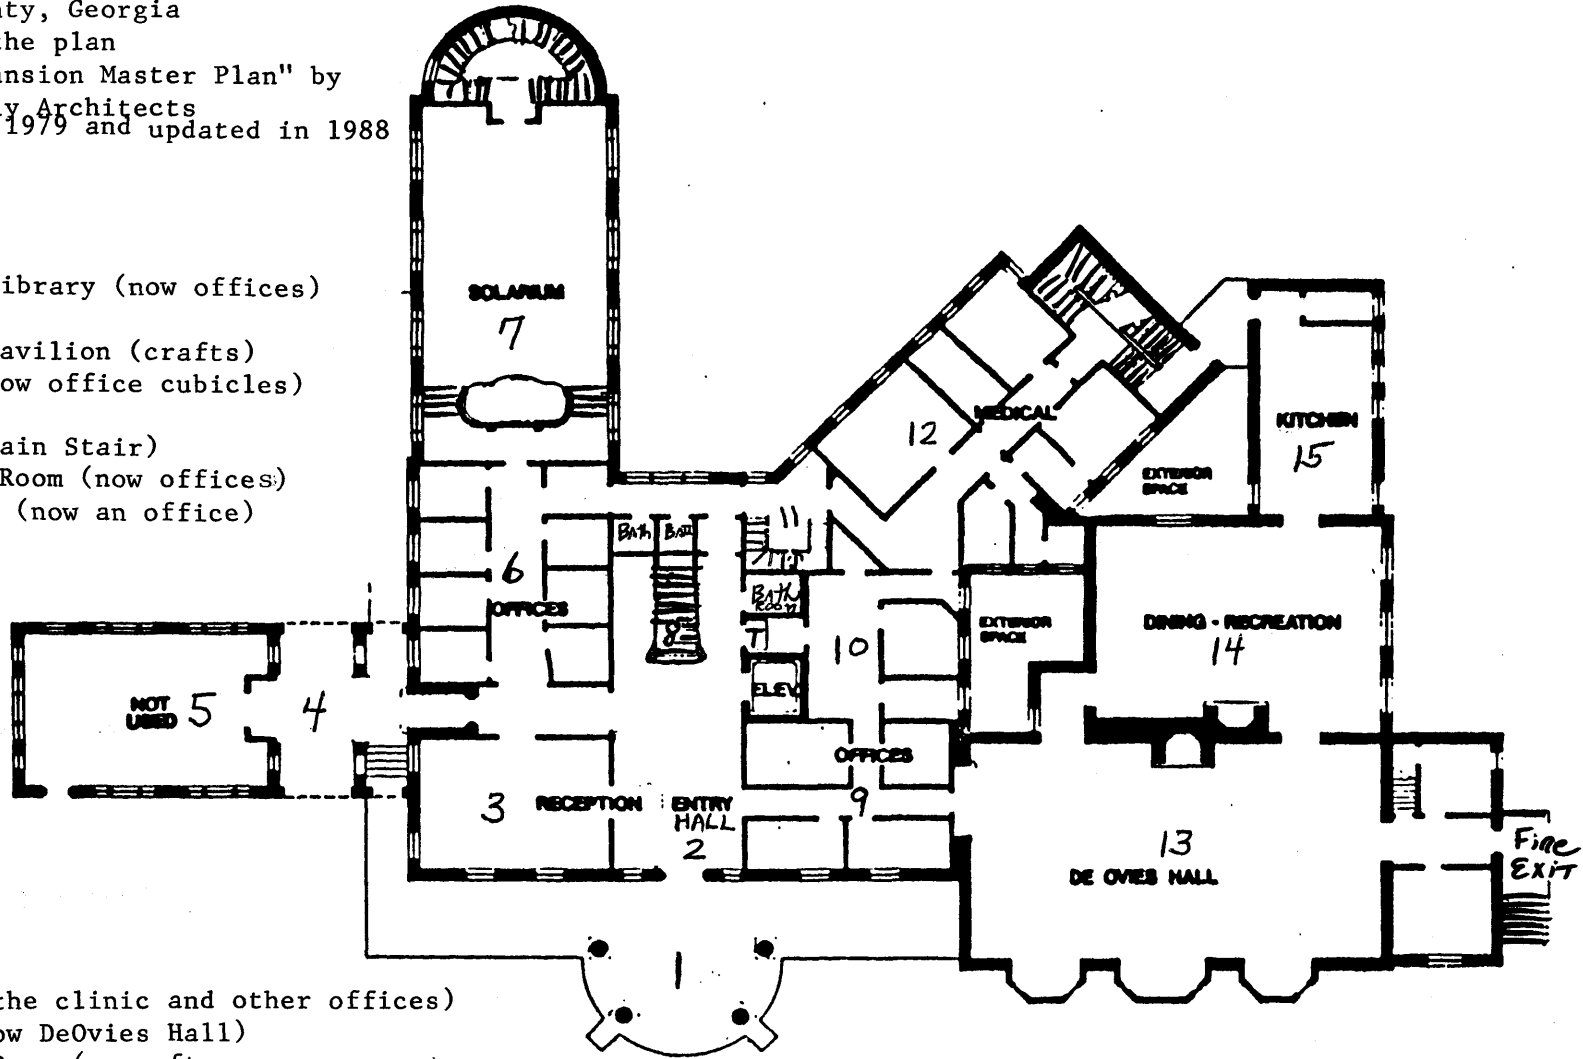 nty, Georgia
the plan
ansion Master Plan" by
ly Architects
1979 and updated in 1988
ibrary (now offices)
avilion (crafts)
ow office cubicles)
ain Stair)
Room (now offices)
(now an office)
SOLARIUM
7
MEDICAL
12
KITCHEN
15
EXTERIOR
SPACE
BATH
BATH
11
6
OFFICES
8
BATH
ROOM
T
ELEV.
10
EXTERIOR
SPACE
DINING - RECREATION
14
NOT
USED
5
4
OFFICES
9
3
RECEPTION
ENTRY
HALL
2
13
DE OVIES HALL
Fire
Exit
1
the clinic and other offices)
ow DeOvies Hall)